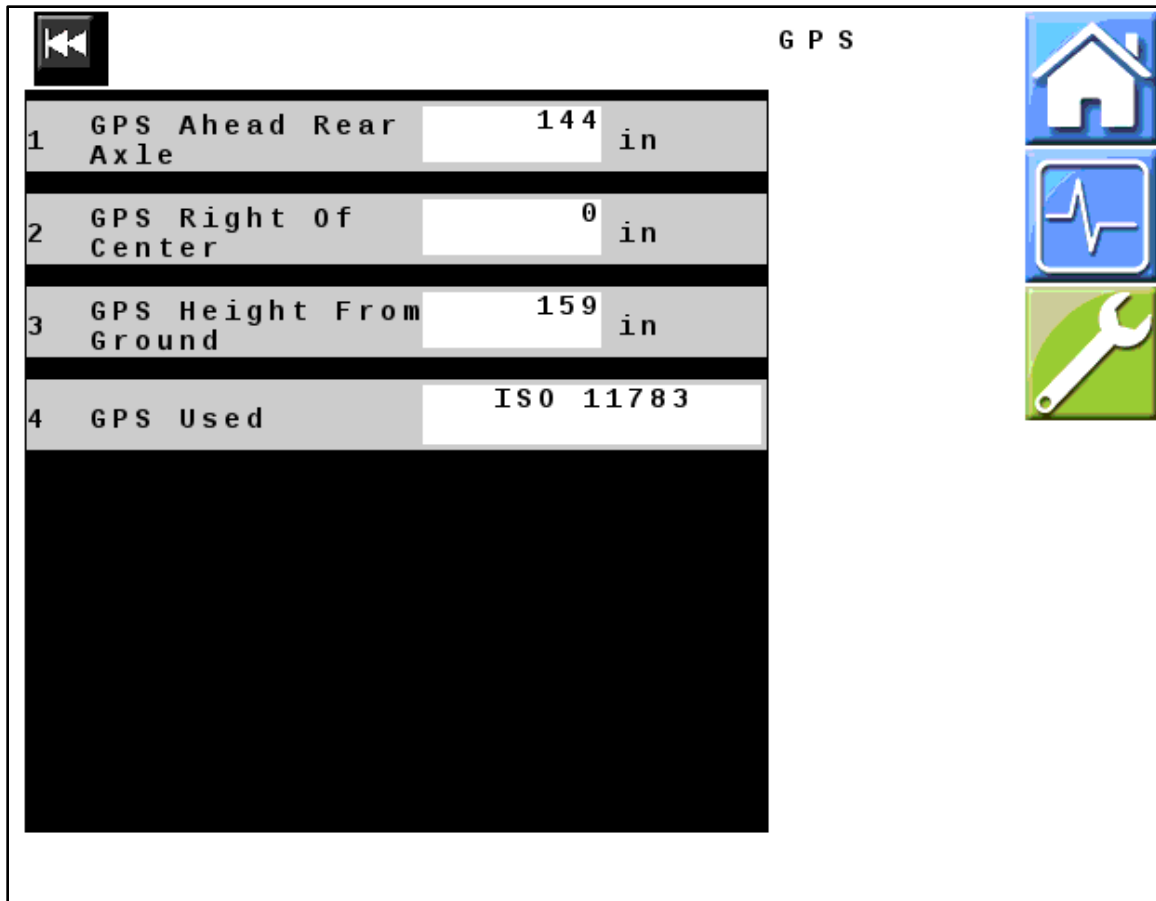 GPS
1 GPS Ahead Rear Axle 144 in
2 GPS Right Of Center 0 in
3 GPS Height From Ground 159 in
4 GPS Used ISO 11783